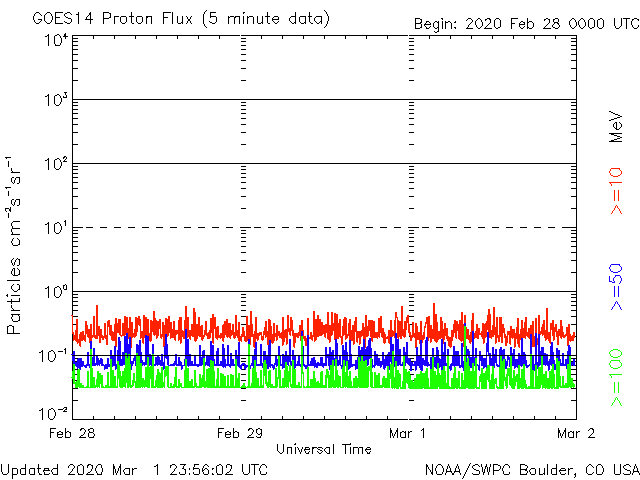 GOES14 Proton Flux (5 minute data)
Begin: 2020 Feb 28 0000 UTC
10⁴
10³
10²
10¹
10⁰
10⁻¹
10⁻²
Particles cm⁻²s⁻¹sr⁻¹
MeV
>=10
>=50
>=100
Feb 28
Feb 29
Mar 1
Mar 2
Universal Time
Updated 2020 Mar 1 23:56:02 UTC
NOAA/SWPC Boulder, CO USA